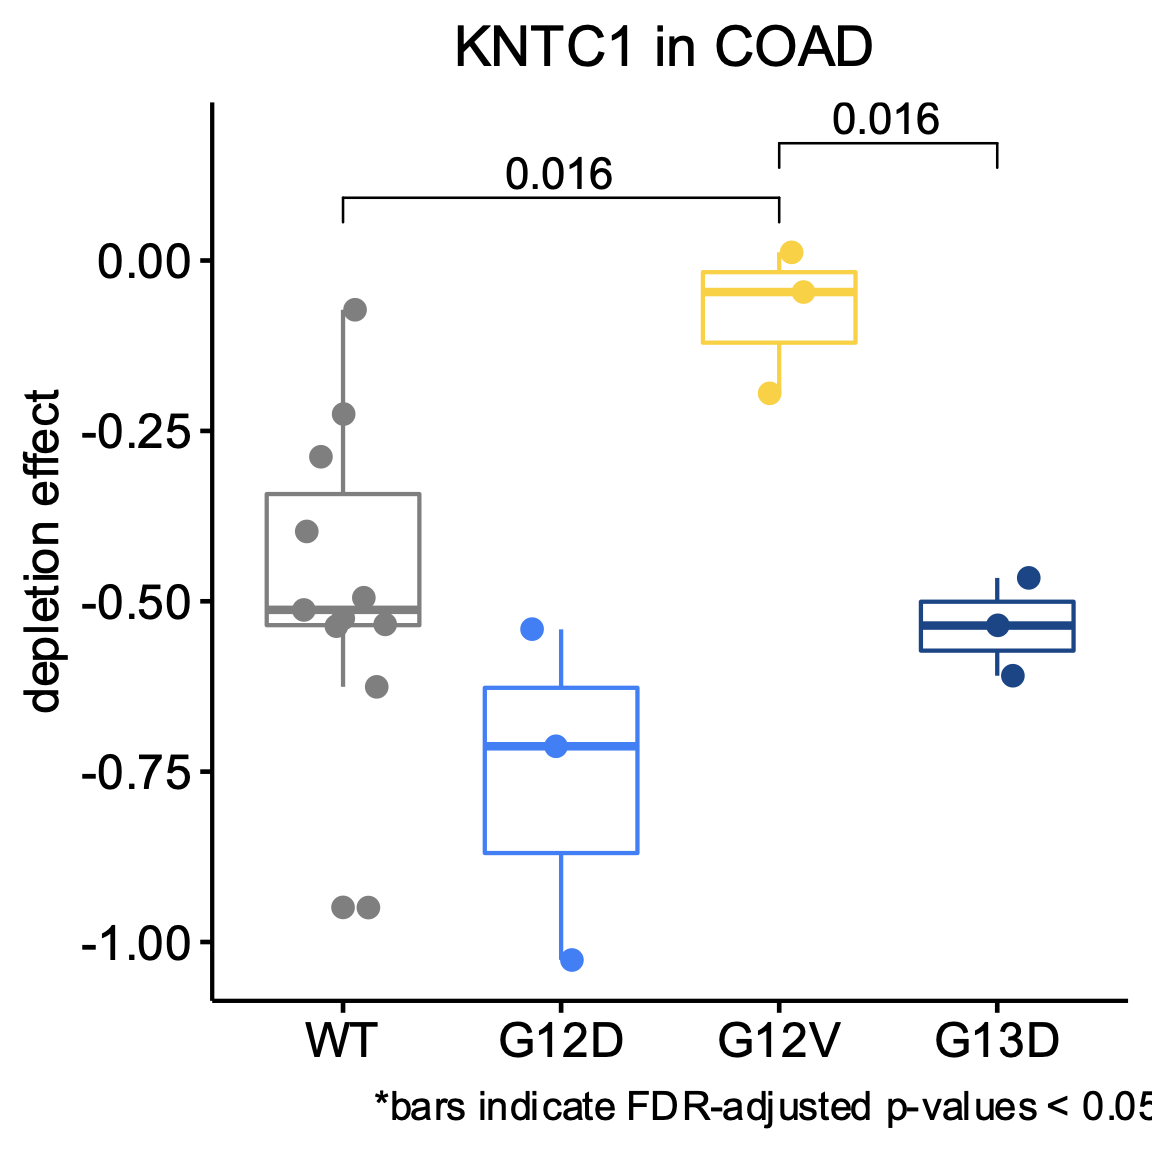 KNTC1 in COAD
0.016
0.016
depletion effect
0.00
-0.25
-0.50
-0.75
-1.00
WT G12D G12V G13D
*bars indicate FDR-adjusted p-values < 0.05